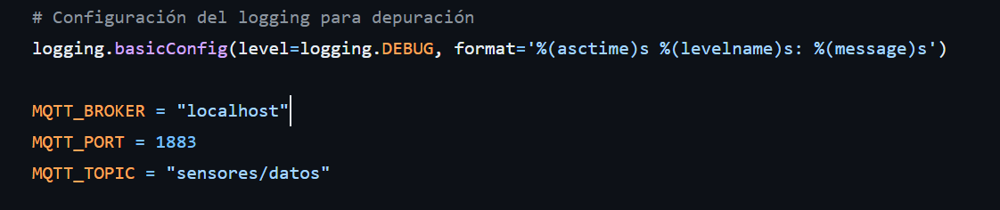 # Configuración del logging para depuración
logging.basicConfig(level=logging.DEBUG, format='%(asctime)s %(levelname)s: %(message)s')
MQTT_BROKER = "localhost"
MQTT_PORT = 1883
MQTT_TOPIC = "sensores/datos"